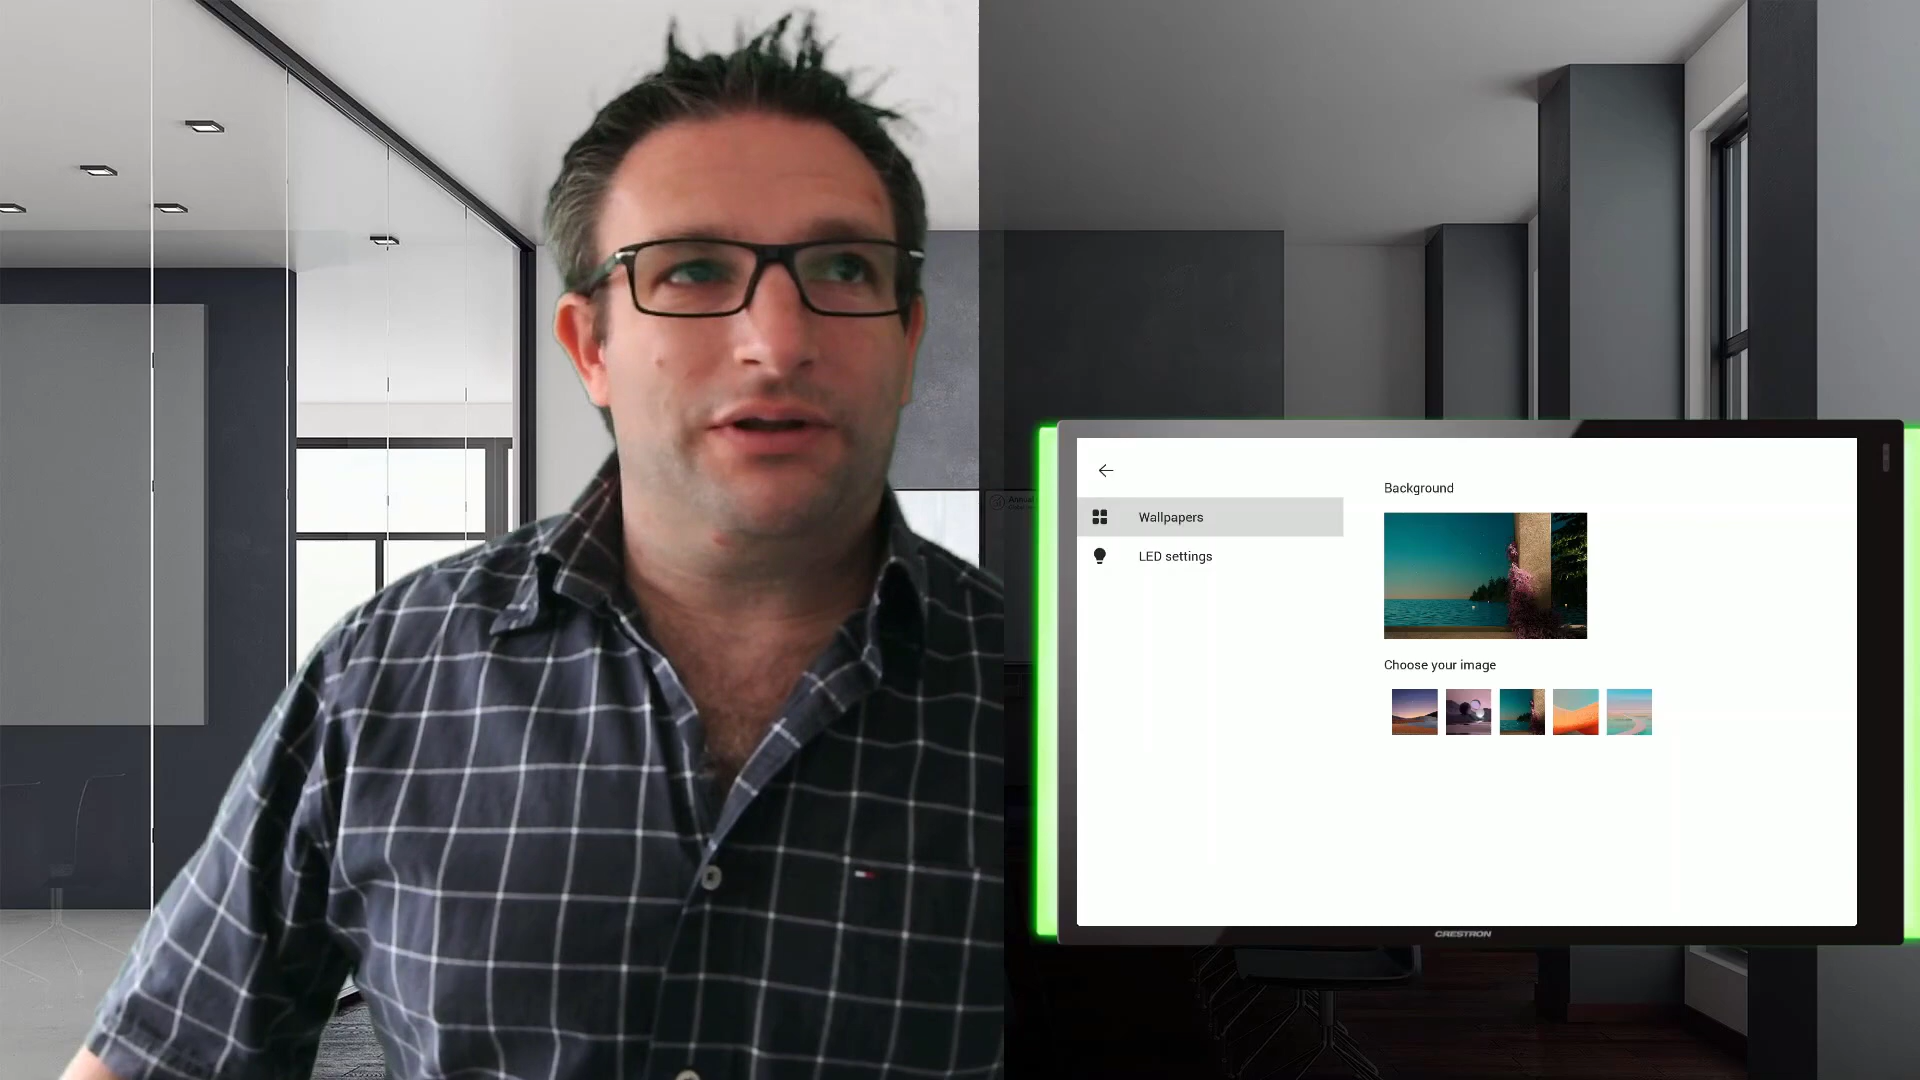 Background
Wallpapers
LED settings
Choose your image
CRESTRON